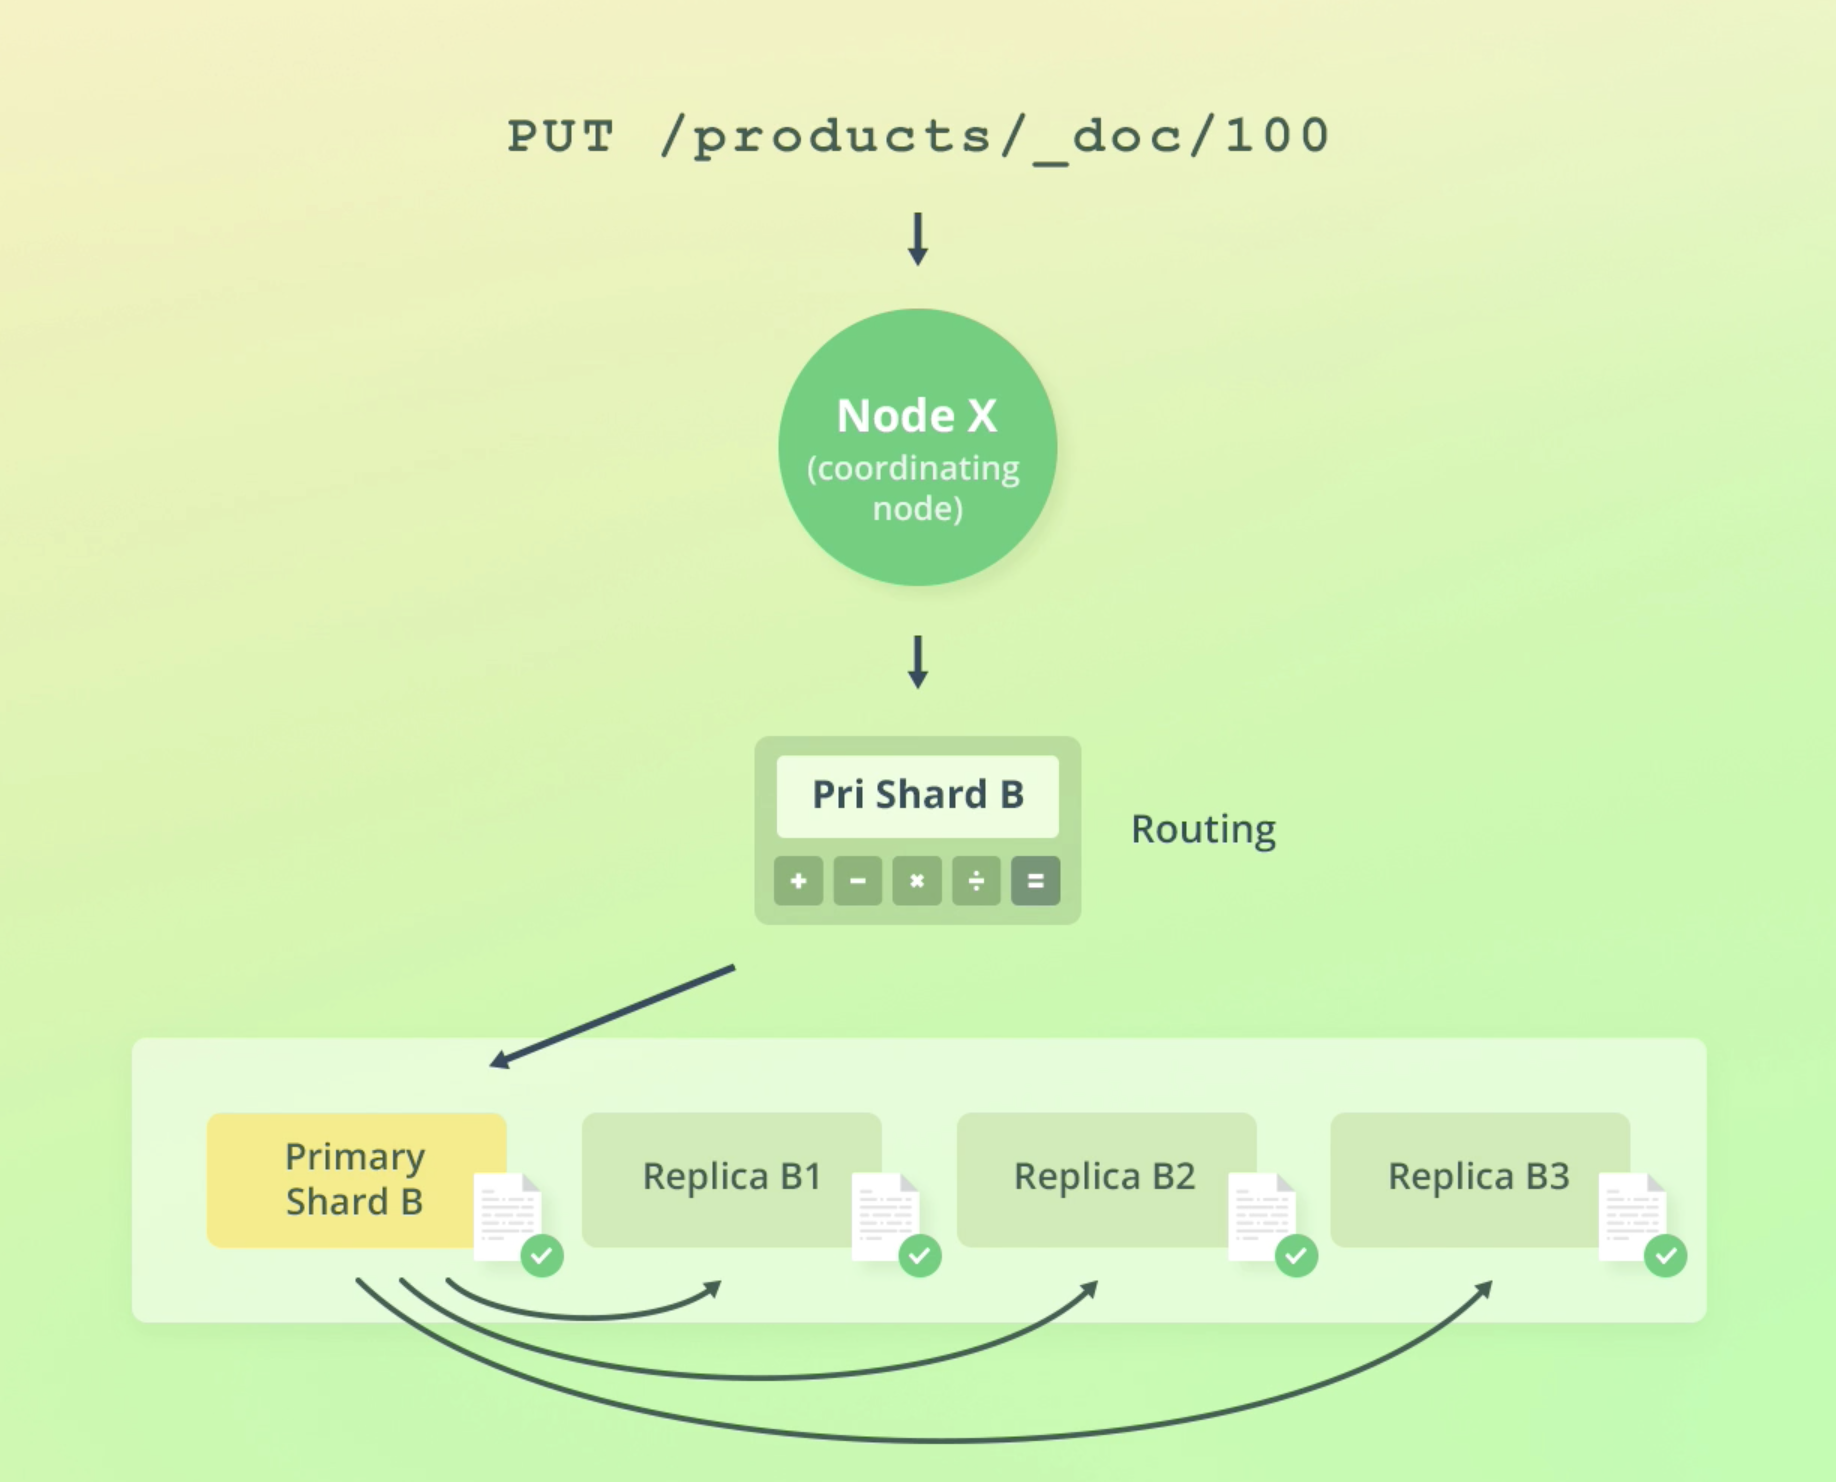 PUT /products/_doc/100
Node X
(coordinating
node)
Pri Shard B
Routing
+ - × ÷ =
Primary
Shard B
Replica B1
Replica B2
Replica B3